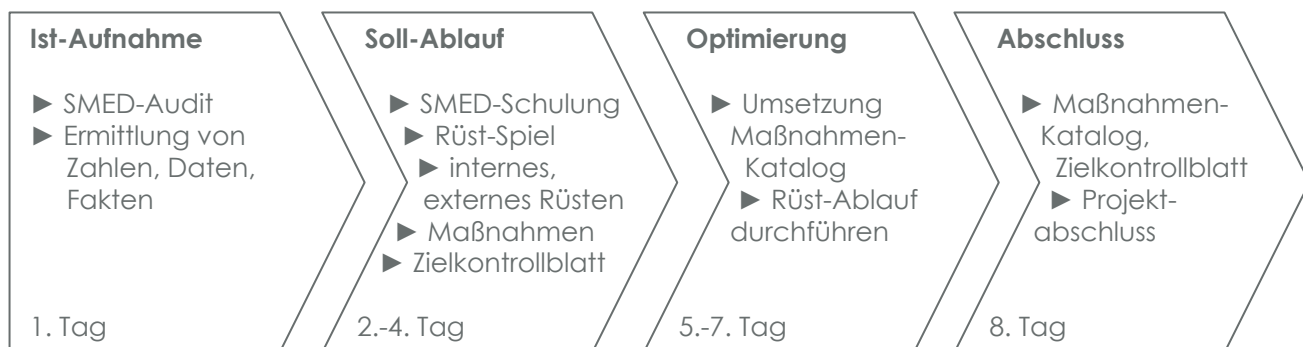 Ist-Aufnahme
► SMED-Audit
► Ermittlung von
Zahlen, Daten,
Fakten
1. Tag
Soll-Ablauf
► SMED-Schulung
► Rüst-Spiel
► internes,
externes Rüsten
► Maßnahmen
► Zielkontrollblatt
2.-4. Tag
Optimierung
► Umsetzung
Maßnahmen-
Katalog
► Rüst-Ablauf
durchführen
5.-7. Tag
Abschluss
► Maßnahmen-
Katalog,
Zielkontrollblatt
► Projekt-
abschluss
8. Tag